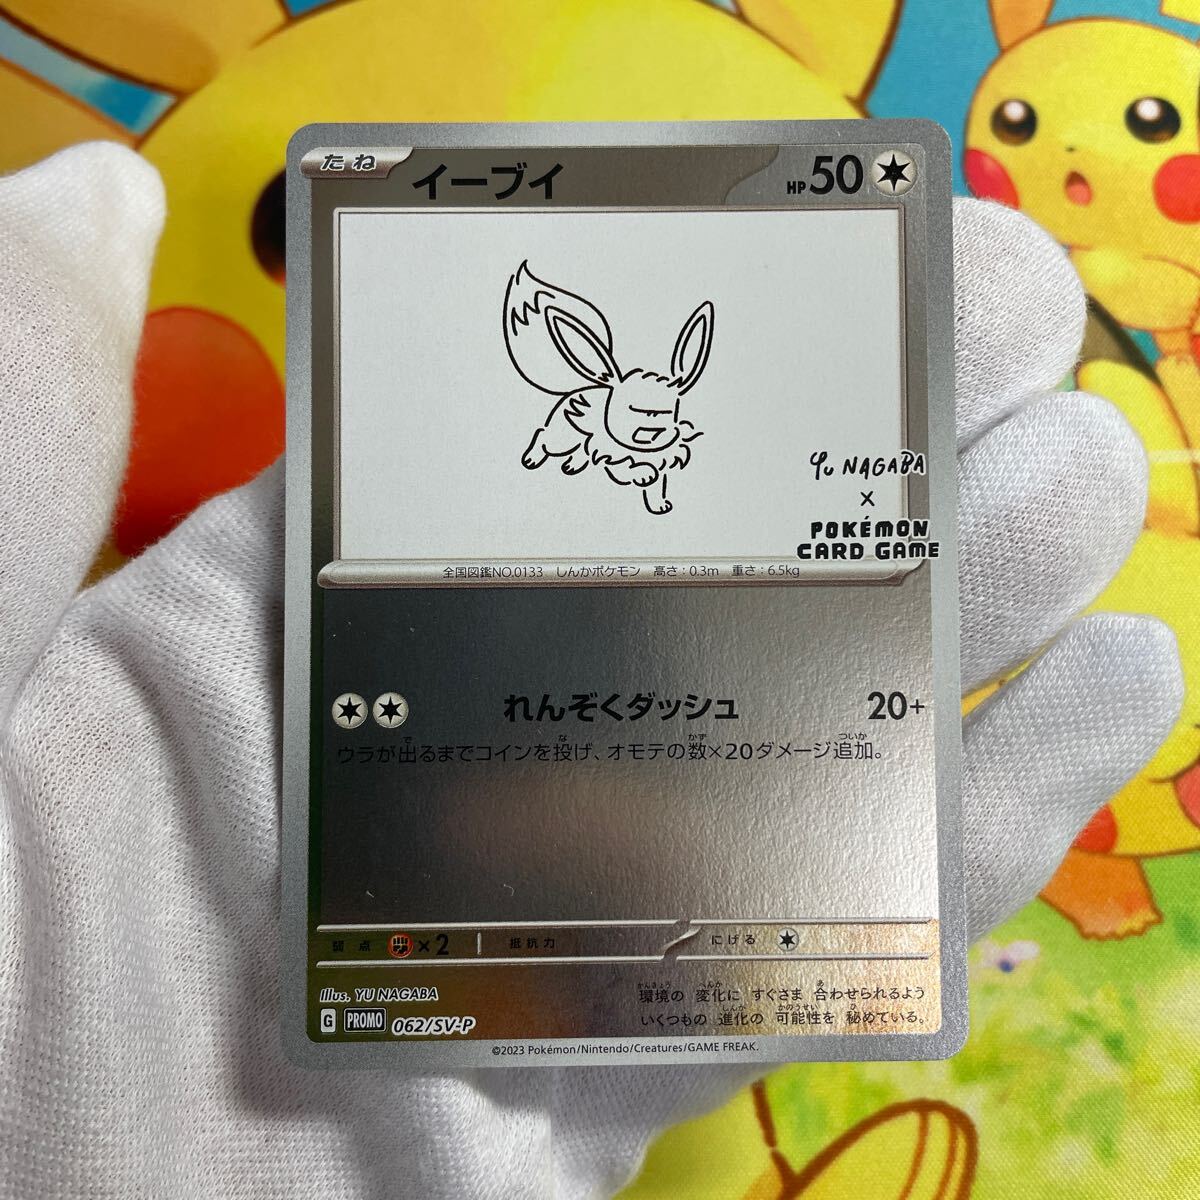 たね イーブイ HP50
Yu NAGABA
×
POKÉMON
CARD GAME
全国図鑑NO.0133 しんかポケモン 高さ:0.3m 重さ:6.5kg
れんぞくダッシュ 20+
ウラが出るまでコインを投げ、オモテの数×20ダメージ追加。
弱点 ×2 抵抗力 にげる
Illus. YU NAGABA
環境の変化にすぐさま合わせられるよう
いくつもの進化の可能性を秘めている。
G PROMO 062/SV-P
©2023 Pokémon/Nintendo/Creatures/GAME FREAK.